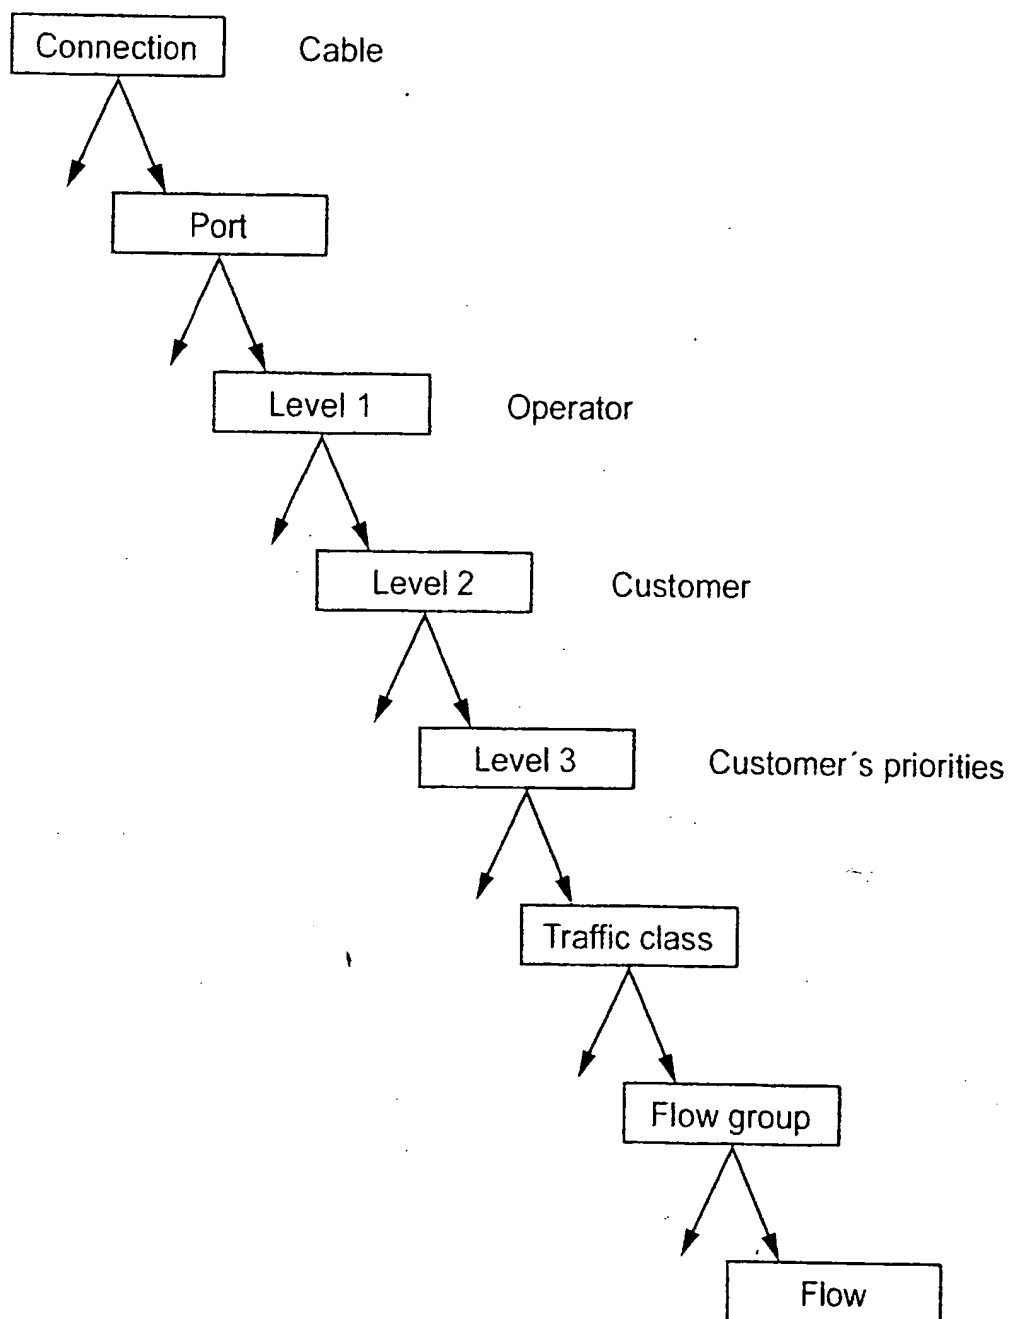 Connection Cable
Port
Level 1 Operator
Level 2 Customer
Level 3 Customer´s priorities
Traffic class
Flow group
Flow